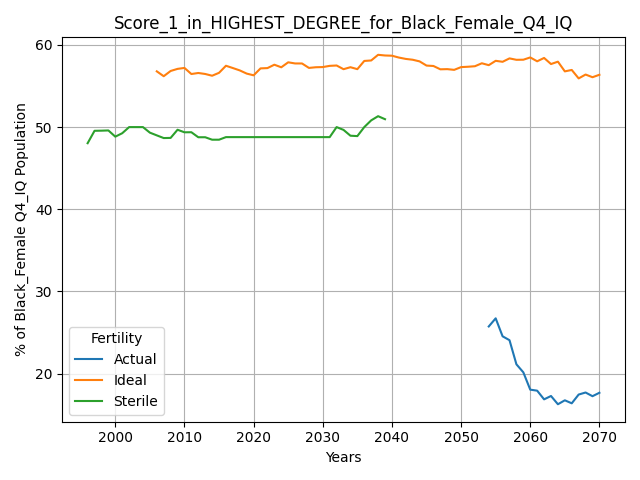 Score_1_in_HIGHEST_DEGREE_for_Black_Female_Q4_IQ
% of Black_Female Q4_IQ Population
60
50
40
30
20
Fertility
Actual
Ideal
Sterile
2000 2010 2020 2030 2040 2050 2060 2070
Years